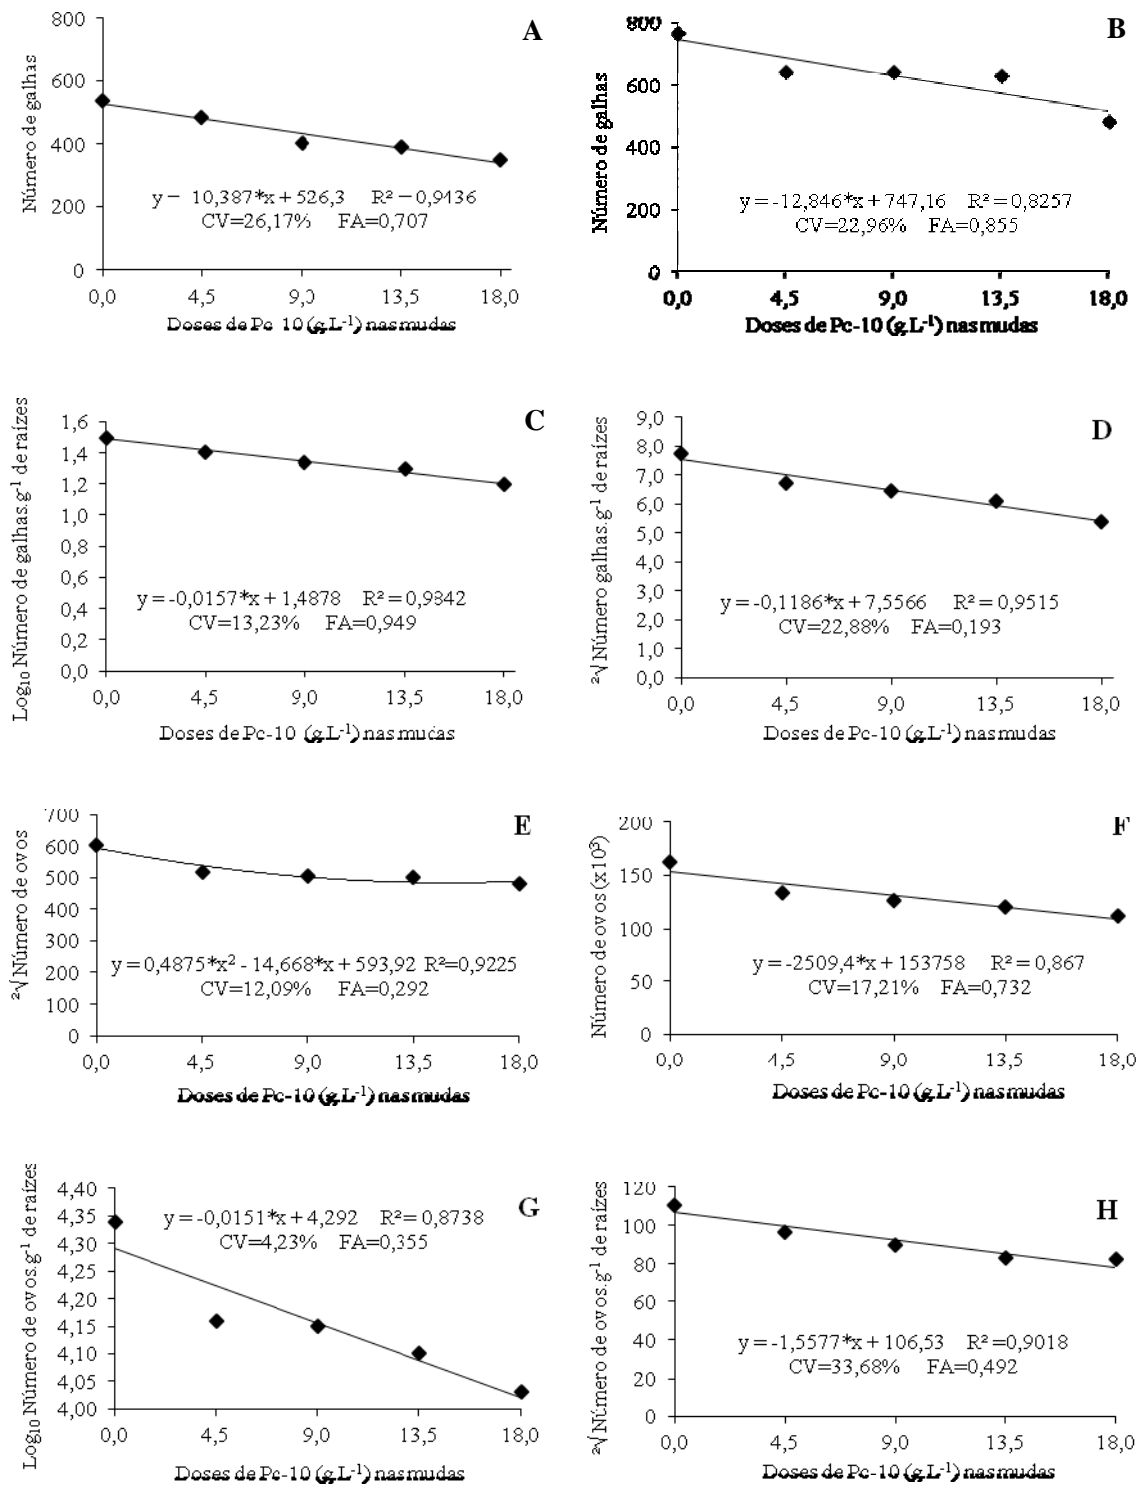 A
Número de galhas
800
600
400
200
0
y = 10,387*x + 526,3 R² = 0,9436
CV=26,17% FA=0,707
0,0 4,5 9,0 13,5 18,0
Doses de Pc 10 (g.L⁻¹) nas mudas
B
Número de galhas
800
600
400
200
0
y = -12,846*x + 747,16 R² = 0,8257
CV=22,96% FA=0,855
0,0 4,5 9,0 13,5 18,0
Doses de Pc-10 (g.L⁻¹) nas mudas
C
Log₁₀ Número de galhas.g⁻¹ de raízes
1,6
1,4
1,2
1,0
0,8
0,6
0,4
0,2
0,0
y = -0,0157*x + 1,4878 R² = 0,9842
CV=13,23% FA=0,949
0,0 4,5 9,0 13,5 18,0
Doses de Pc-10 (g.L⁻¹) nas mudas
D
²√ Número galhas.g⁻¹ de raízes
9,0
8,0
7,0
6,0
5,0
4,0
3,0
2,0
1,0
0,0
y = -0,1186*x + 7,5566 R² = 0,9515
CV=22,88% FA=0,193
0,0 4,5 9,0 13,5 18,0
Doses de Pc-10 (g.L⁻¹) nas mudas
E
²√ Número de ovos
700
600
500
400
300
200
100
0
y = 0,4875*x² - 14,668*x + 593,92 R²=0,9225
CV=12,09% FA=0,292
0,0 4,5 9,0 13,5 18,0
Doses de Pc-10 (g.L⁻¹) nas mudas
F
Número de ovos (x10³)
200
150
100
50
0
y = -2509,4*x + 153758 R² = 0,867
CV=17,21% FA=0,732
0,0 4,5 9,0 13,5 18,0
Doses de Pc-10 (g.L⁻¹) nas mudas
G
Log₁₀ Número de ovos.g⁻¹ de raízes
4,40
4,35
4,30
4,25
4,20
4,15
4,10
4,05
4,00
y = -0,0151*x + 4,292 R² = 0,8738
CV=4,23% FA=0,355
0,0 4,5 9,0 13,5 18,0
Doses de Pc-10 (g.L⁻¹) nas mudas
H
²√ Número de ovos.g⁻¹ de raízes
120
100
80
60
40
20
0
y = -1,5577*x + 106,53 R² = 0,9018
CV=33,68% FA=0,492
0,0 4,5 9,0 13,5 18,0
Doses de Pc-10 (g.L⁻¹) nas mudas